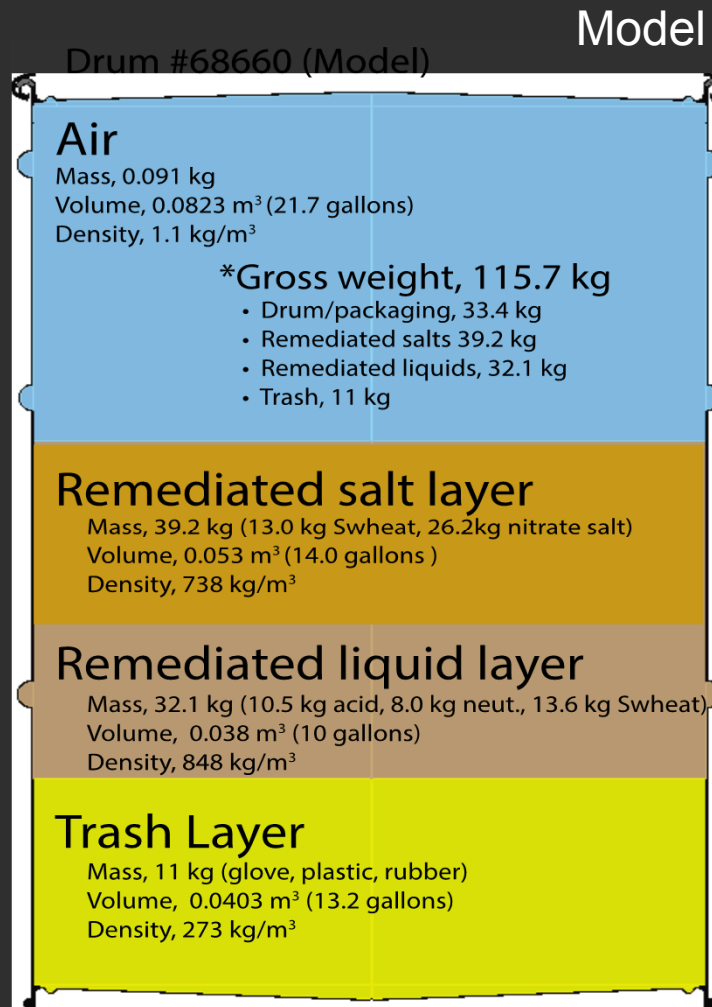 Model
Drum #68660 (Model)
Air
Mass, 0.091 kg
Volume, 0.0823 m³ (21.7 gallons)
Density, 1.1 kg/m³
*Gross weight, 115.7 kg
• Drum/packaging, 33.4 kg
• Remediated salts 39.2 kg
• Remediated liquids, 32.1 kg
• Trash, 11 kg
Remediated salt layer
Mass, 39.2 kg (13.0 kg Swheat, 26.2kg nitrate salt)
Volume, 0.053 m³ (14.0 gallons )
Density, 738 kg/m³
Remediated liquid layer
Mass, 32.1 kg (10.5 kg acid, 8.0 kg neut., 13.6 kg Swheat)
Volume, 0.038 m³ (10 gallons)
Density, 848 kg/m³
Trash Layer
Mass, 11 kg (glove, plastic, rubber)
Volume, 0.0403 m³ (13.2 gallons)
Density, 273 kg/m³